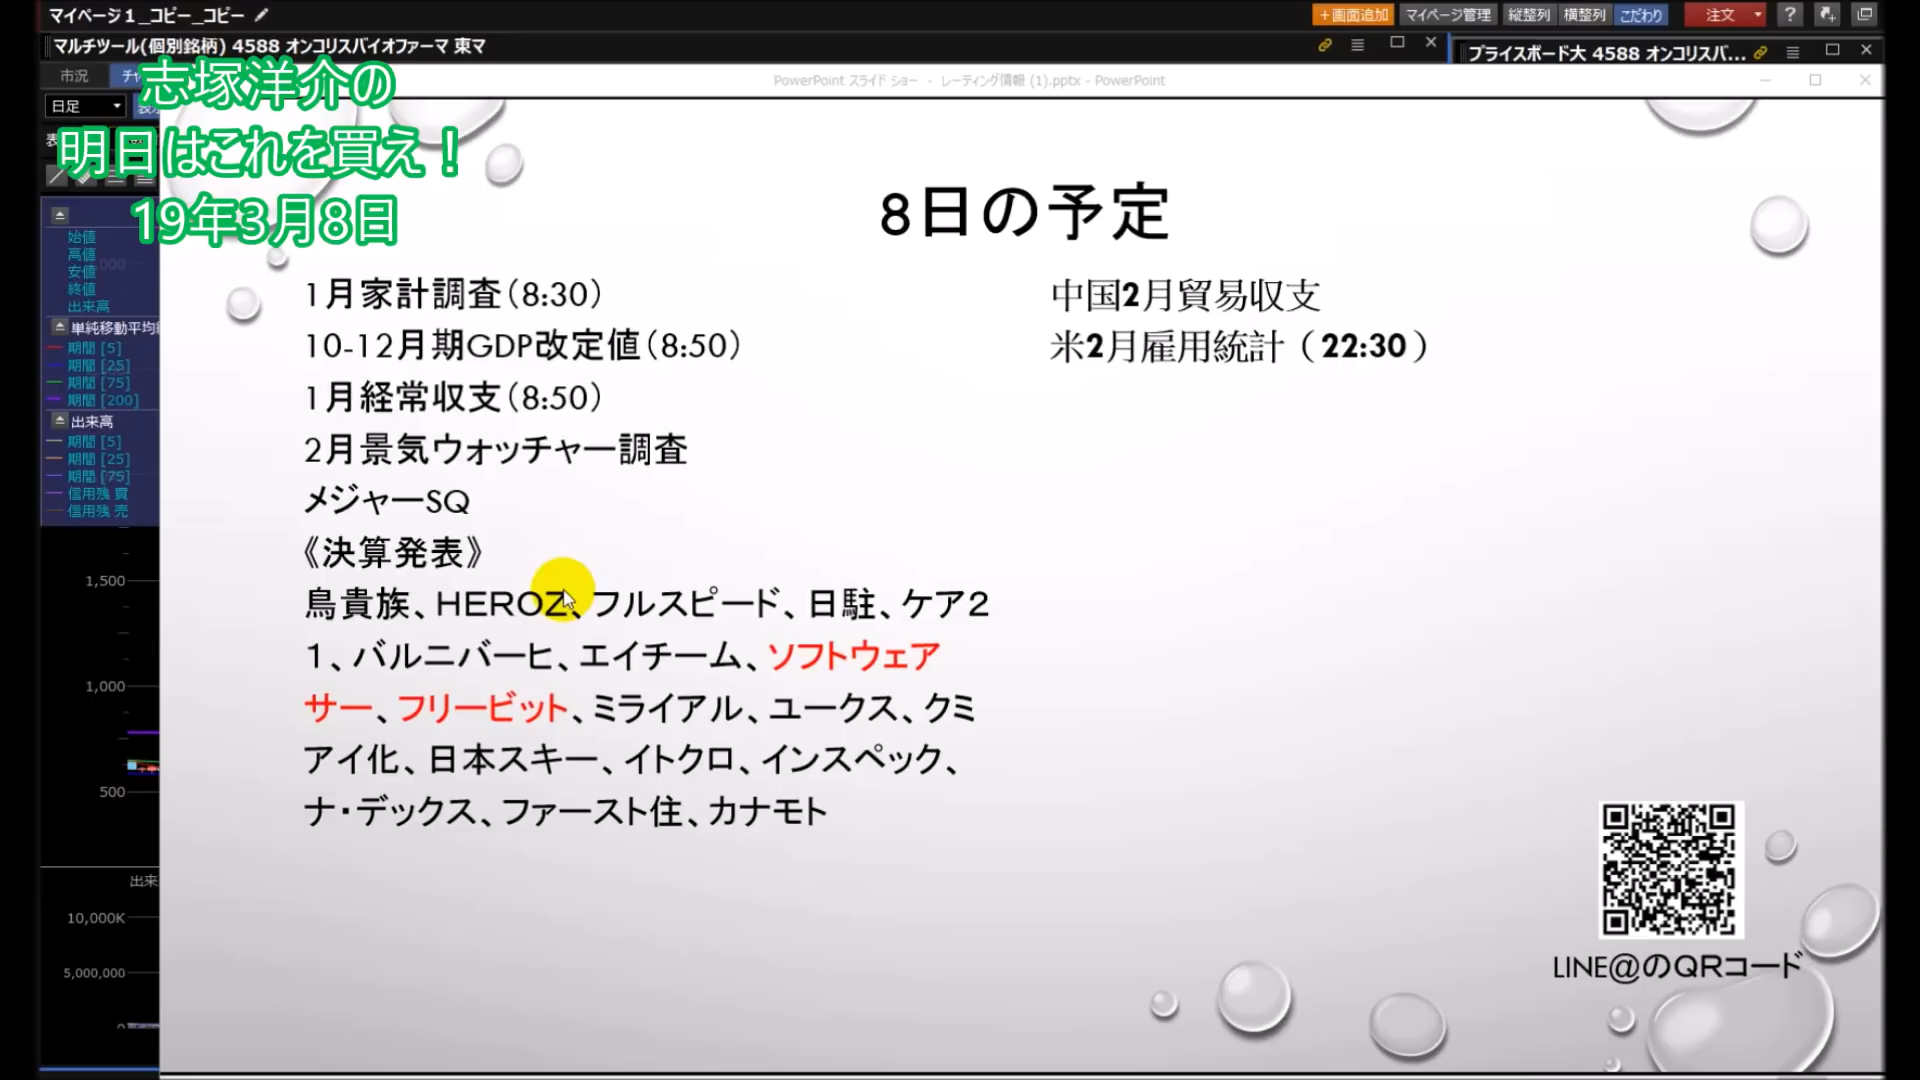 マイページ1_コピー_コピー
+画面追加 マイページ管理 縦整列 横整列 こだわり 注文 ?
マルチツール(個別銘柄) 4588 オンコリスバイオファーマ 東マ
プライスボード大 4588 オンコリスバ...
市況
PowerPoint スライド ショー - レーティング情報 (1).pptx - PowerPoint
日足
志塚洋介の
明日はこれを買え！
19年3月8日
始値
高値
安値
終値
出来高
単純移動平均
期間 [5]
期間 [25]
期間 [75]
期間 [200]
出来高
期間 [5]
期間 [25]
期間 [75]
信用残 買
信用残 売
1,500
1,000
500
出来
10,000K
5,000,000
8日の予定
1月家計調査(8:30)
10-12月期GDP改定値(8:50)
1月経常収支(8:50)
2月景気ウォッチャー調査
メジャーSQ
《決算発表》
鳥貴族、HEROZ、フルスピード、日駐、ケア2
1、バルニバーヒ、エイチーム、ソフトウェア
サー、フリービット、ミライアル、ユークス、クミ
アイ化、日本スキー、イトクロ、インスペック、
ナ・デックス、ファースト住、カナモト
中国2月貿易収支
米2月雇用統計（22:30）
LINE@のQRコード